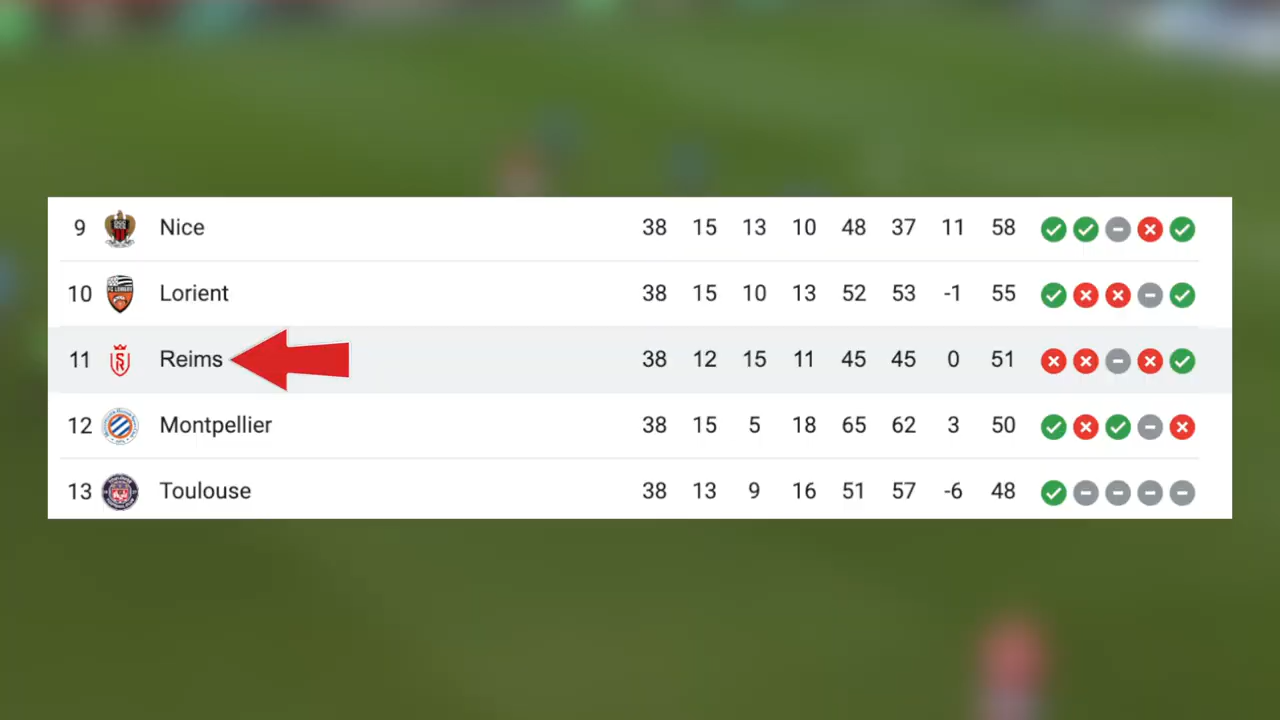 9 Nice 38 15 13 10 48 37 11 58
10 Lorient 38 15 10 13 52 53 -1 55
11 Reims 38 12 15 11 45 45 0 51
12 Montpellier 38 15 5 18 65 62 3 50
13 Toulouse 38 13 9 16 51 57 -6 48